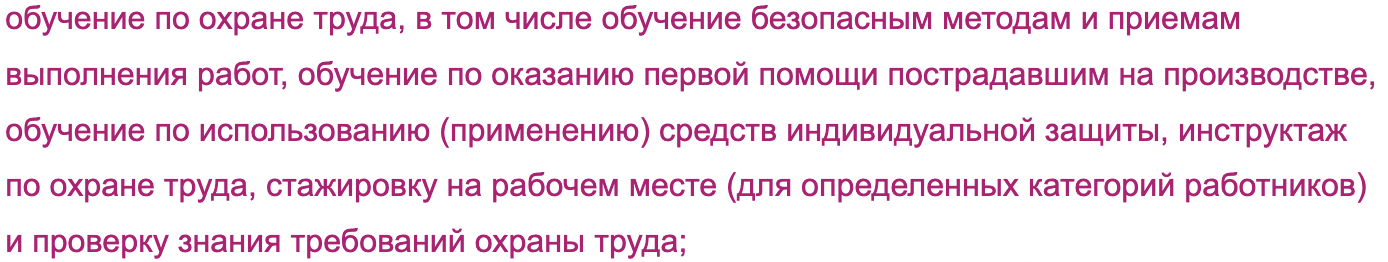 обучение по охране труда, в том числе обучение безопасным методам и приемам
выполнения работ, обучение по оказанию первой помощи пострадавшим на производстве,
обучение по использованию (применению) средств индивидуальной защиты, инструктаж
по охране труда, стажировку на рабочем месте (для определенных категорий работников)
и проверку знания требований охраны труда;